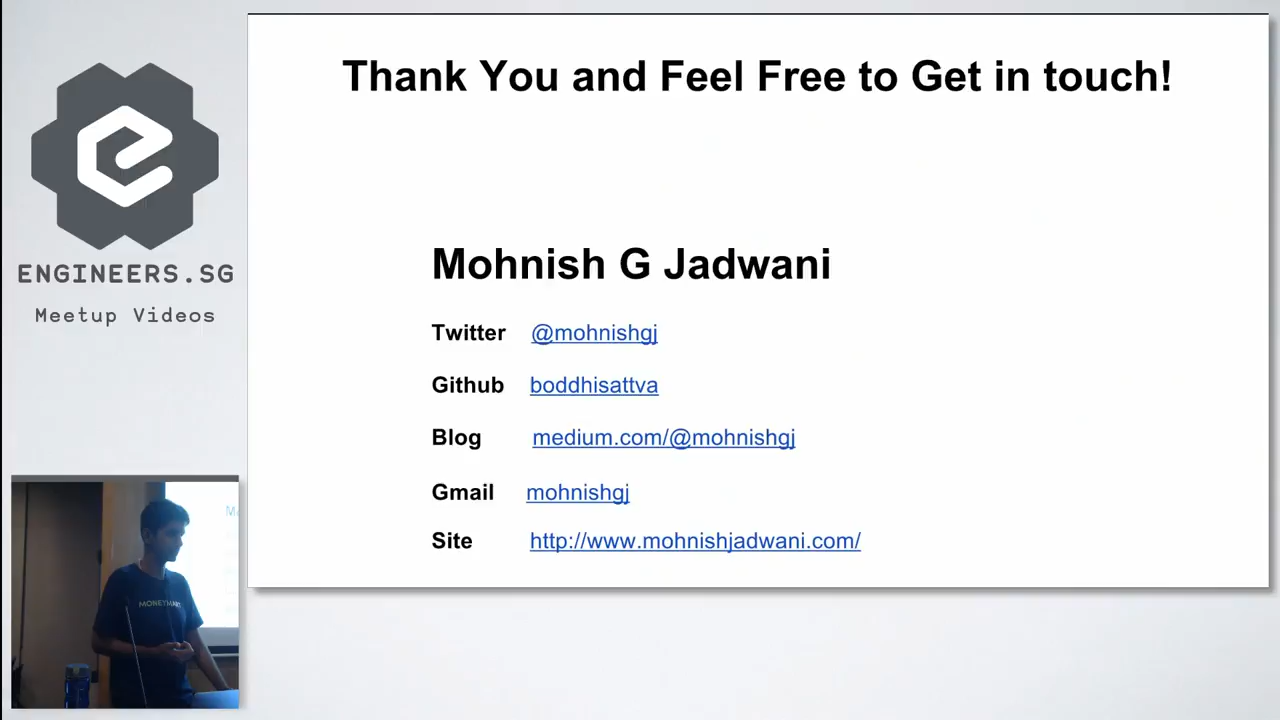 Thank You and Feel Free to Get in touch!
ENGINEERS.SG
Meetup Videos
Mohnish G Jadwani
Twitter @mohnishgj
Github boddhisattva
Blog medium.com/@mohnishgj
Gmail mohnishgj
Site http://www.mohnishjadwani.com/